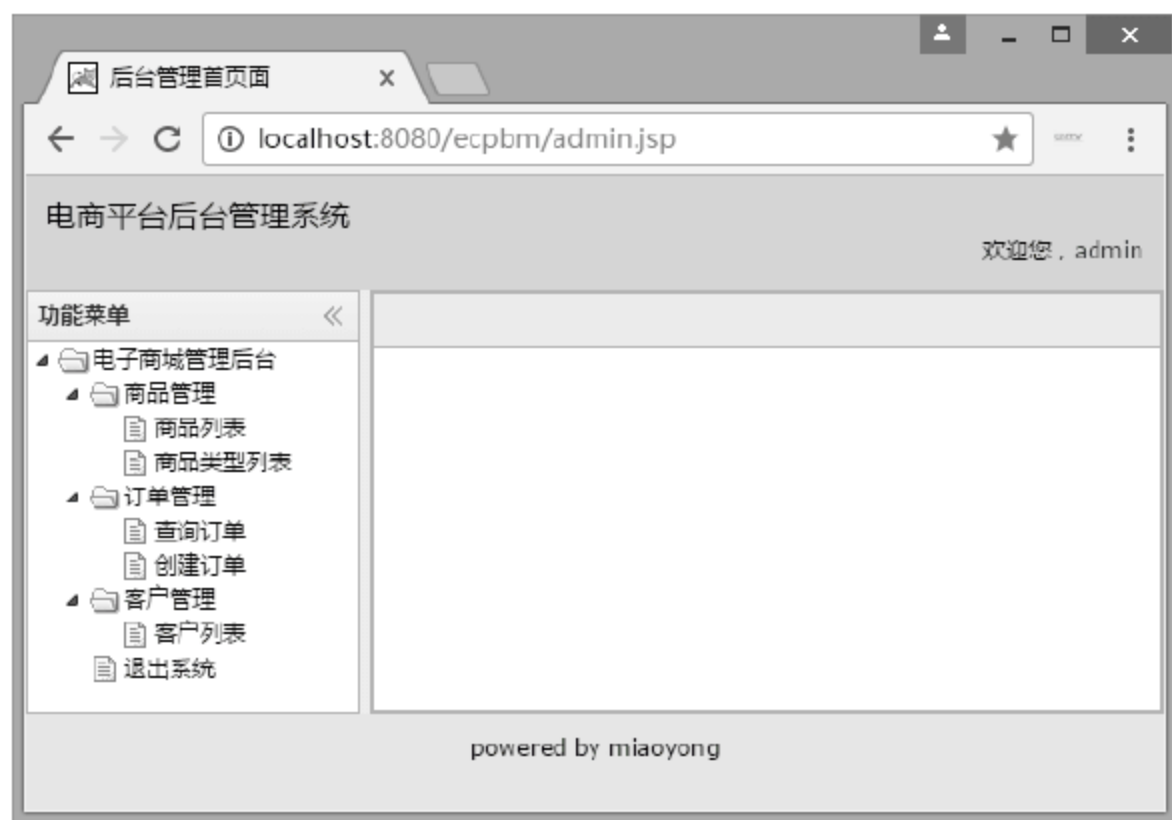 后台管理首页面
localhost:8080/ecpbm/admin.jsp
电商平台后台管理系统
欢迎您，admin
功能菜单
电子商城管理后台
商品管理
商品列表
商品类型列表
订单管理
查询订单
创建订单
客户管理
客户列表
退出系统
powered by miaoyong